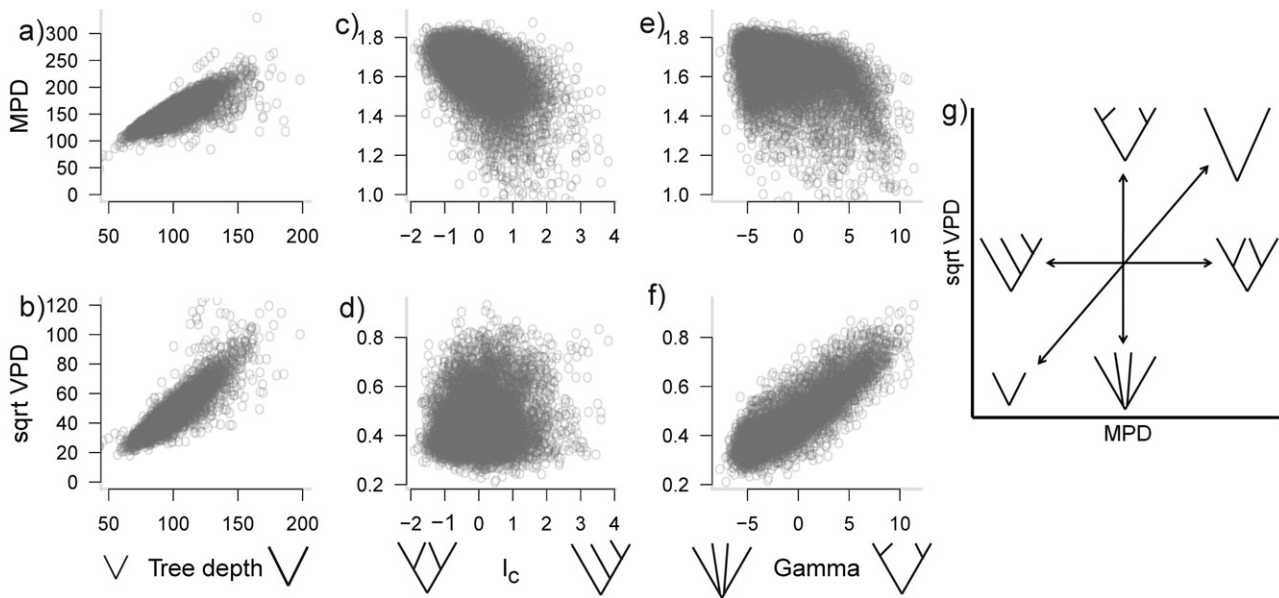 a)
MPD
300
250
200
150
100
50
0
50 100 150 200
c)
1.8
1.6
1.4
1.2
1.0
−2 −1 0 1 2 3 4
e)
1.8
1.6
1.4
1.2
1.0
−5 0 5 10
b)
sqrt VPD
120
100
80
60
40
20
0
50 100 150 200
Tree depth
d)
0.8
0.6
0.4
0.2
−2 −1 0 1 2 3 4
Ic
f)
0.8
0.6
0.4
0.2
−5 0 5 10
Gamma
g)
sqrt VPD
MPD